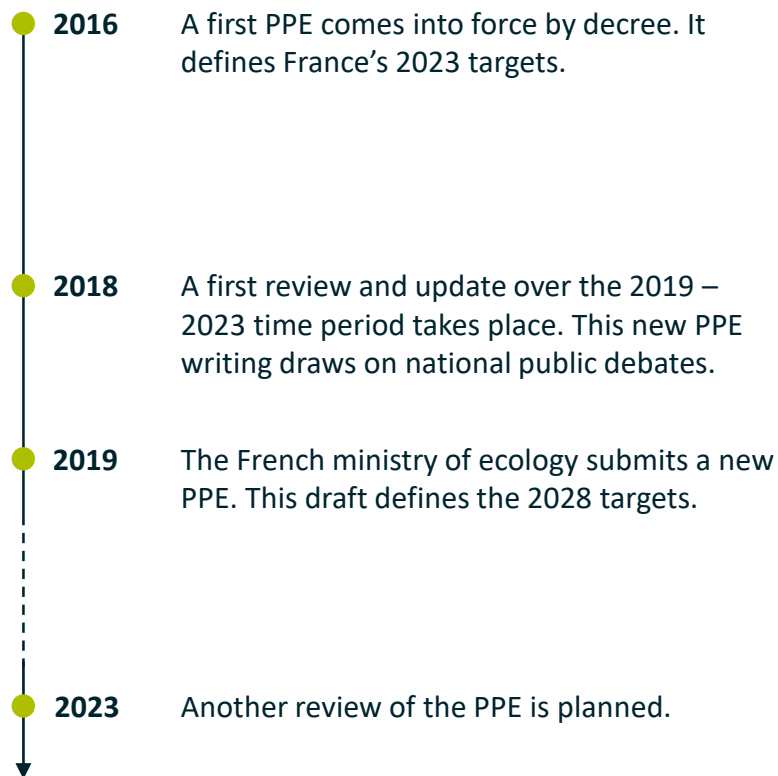 2016 A first PPE comes into force by decree. It
defines France’s 2023 targets.
2018 A first review and update over the 2019 –
2023 time period takes place. This new PPE
writing draws on national public debates.
2019 The French ministry of ecology submits a new
PPE. This draft defines the 2028 targets.
2023 Another review of the PPE is planned.